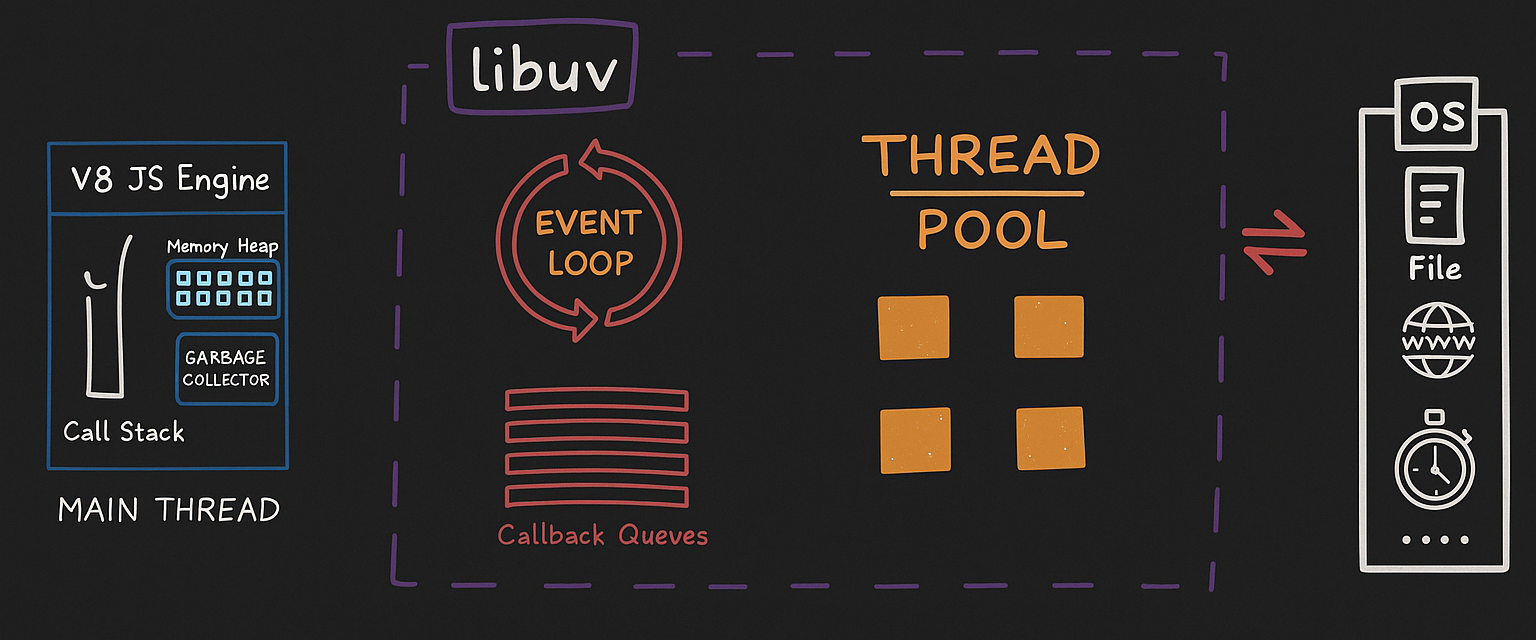 libuv
V8 JS Engine
Memory Heap
GARBAGE
COLLECTOR
Call Stack
MAIN THREAD
EVENT
LOOP
Callback Queves
THREAD
POOL
OS
File
WWW